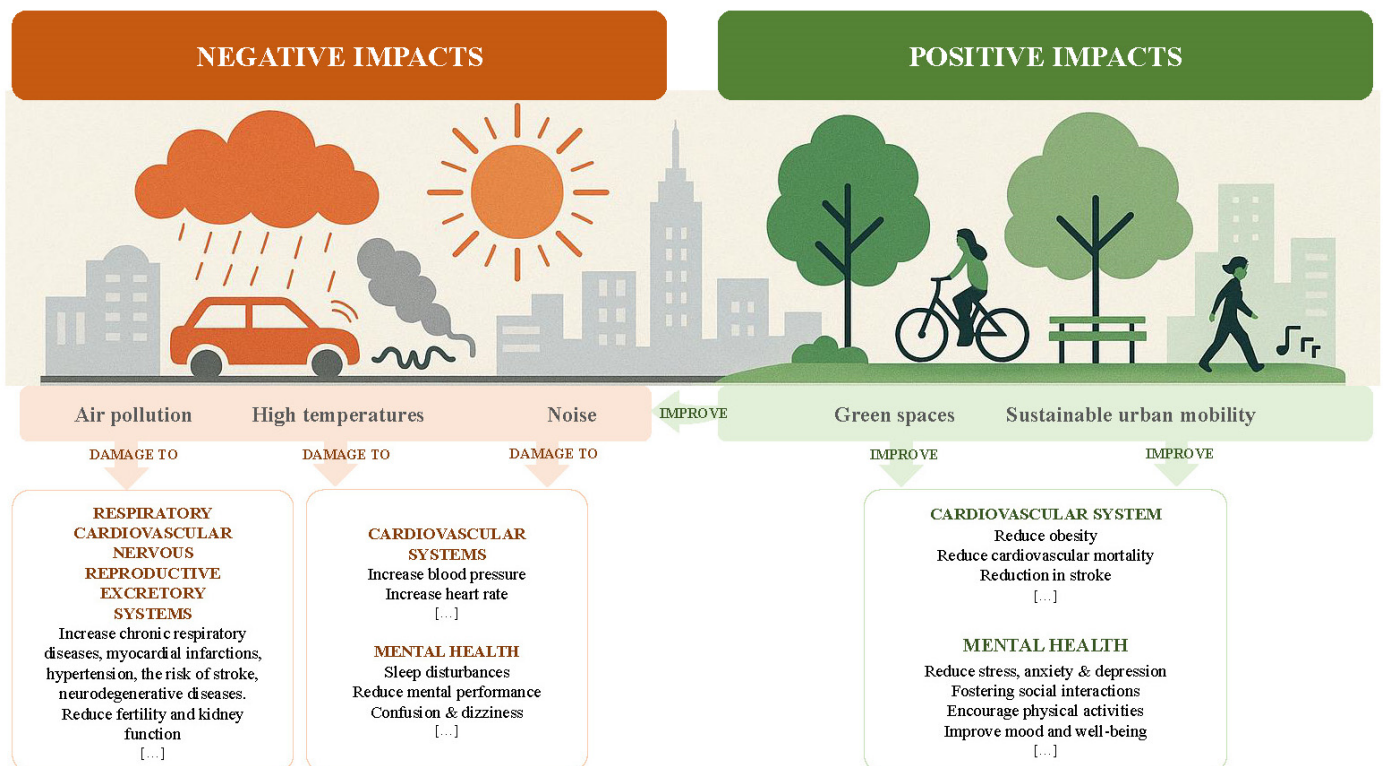 NEGATIVE IMPACTS
POSITIVE IMPACTS
Air pollution
High temperatures
Noise
IMPROVE
Green spaces
Sustainable urban mobility
DAMAGE TO
DAMAGE TO
DAMAGE TO
IMPROVE
IMPROVE
RESPIRATORY
CARDIOVASCULAR
NERVOUS
REPRODUCTIVE
EXCRETORY
SYSTEMS
Increase chronic respiratory
diseases, myocardial infarctions,
hypertension, the risk of stroke,
neurodegenerative diseases.
Reduce fertility and kidney
function
[...]
CARDIOVASCULAR
SYSTEMS
Increase blood pressure
Increase heart rate
[...]
MENTAL HEALTH
Sleep disturbances
Reduce mental performance
Confusion & dizziness
[...]
CARDIOVASCULAR SYSTEM
Reduce obesity
Reduce cardiovascular mortality
Reduction in stroke
[...]
MENTAL HEALTH
Reduce stress, anxiety & depression
Fostering social interactions
Encourage physical activities
Improve mood and well-being
[...]